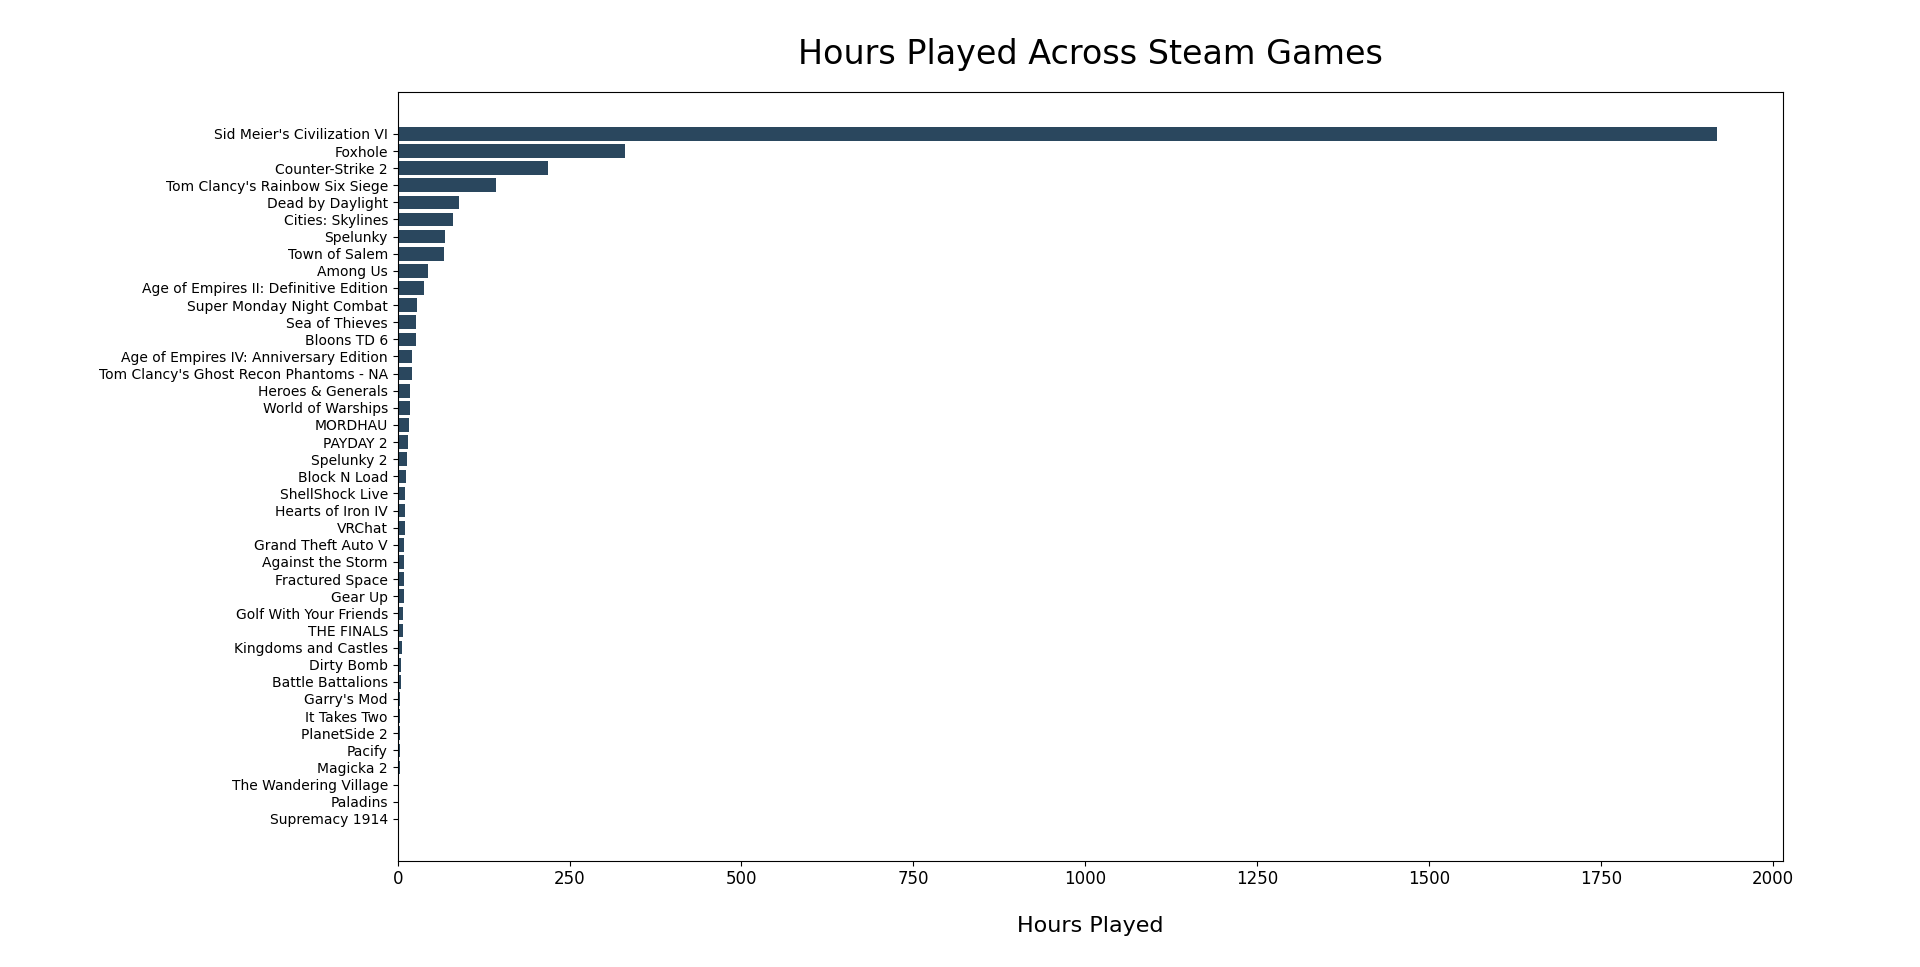 Hours Played Across Steam Games
Sid Meier's Civilization VI
Foxhole
Counter-Strike 2
Tom Clancy's Rainbow Six Siege
Dead by Daylight
Cities: Skylines
Spelunky
Town of Salem
Among Us
Age of Empires II: Definitive Edition
Super Monday Night Combat
Sea of Thieves
Bloons TD 6
Age of Empires IV: Anniversary Edition
Tom Clancy's Ghost Recon Phantoms - NA
Heroes & Generals
World of Warships
MORDHAU
PAYDAY 2
Spelunky 2
Block N Load
ShellShock Live
Hearts of Iron IV
VRChat
Grand Theft Auto V
Against the Storm
Fractured Space
Gear Up
Golf With Your Friends
THE FINALS
Kingdoms and Castles
Dirty Bomb
Battle Battalions
Garry's Mod
It Takes Two
PlanetSide 2
Pacify
Magicka 2
The Wandering Village
Paladins
Supremacy 1914
0 250 500 750 1000 1250 1500 1750 2000
Hours Played